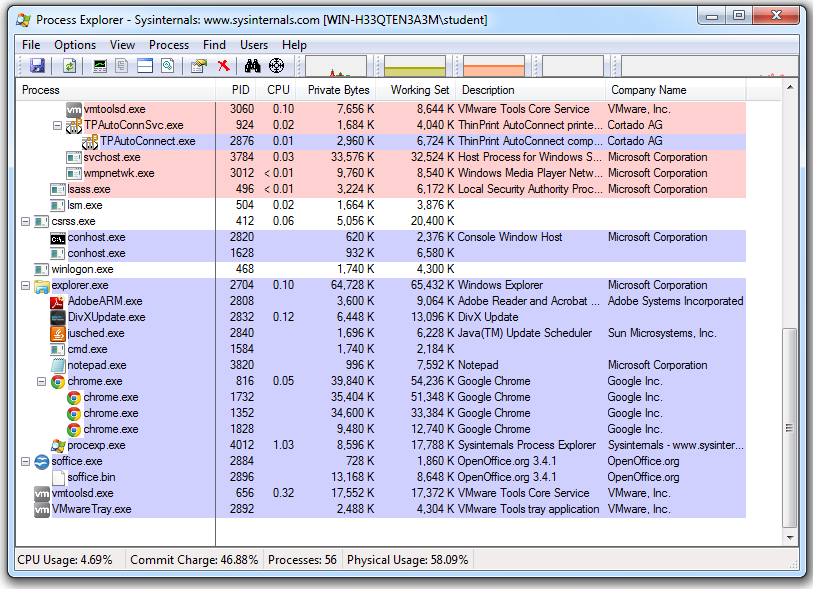 Process Explorer - Sysinternals: www.sysinternals.com [WIN-H33QTEN3A3M\student]
File Options View Process Find Users Help
Process PID CPU Private Bytes Working Set Description Company Name
vmtoolsd.exe 3060 0.10 7,656 K 8,644 K VMware Tools Core Service VMware, Inc.
TPAutoConnSvc.exe 924 0.02 1,684 K 4,040 K ThinPrint AutoConnect printe... Cortado AG
TPAutoConnect.exe 2876 0.01 2,960 K 6,724 K ThinPrint AutoConnect comp... Cortado AG
svchost.exe 3784 0.03 33,576 K 32,524 K Host Process for Windows S... Microsoft Corporation
wmpnetwk.exe 3012 < 0.01 9,760 K 8,540 K Windows Media Player Netw... Microsoft Corporation
lsass.exe 496 < 0.01 3,224 K 6,172 K Local Security Authority Proc... Microsoft Corporation
lsm.exe 504 0.02 1,664 K 3,876 K
csrss.exe 412 0.06 5,056 K 20,400 K
conhost.exe 2820 620 K 2,376 K Console Window Host Microsoft Corporation
conhost.exe 1628 932 K 6,580 K
winlogon.exe 468 1,740 K 4,300 K
explorer.exe 2704 0.10 64,728 K 65,432 K Windows Explorer Microsoft Corporation
AdobeARM.exe 2808 3,600 K 9,064 K Adobe Reader and Acrobat ... Adobe Systems Incorporated
DivXUpdate.exe 2832 0.12 6,448 K 13,096 K DivX Update
jusched.exe 2840 1,696 K 6,228 K Java(TM) Update Scheduler Sun Microsystems, Inc.
cmd.exe 1584 1,740 K 2,184 K
notepad.exe 3820 996 K 7,592 K Notepad Microsoft Corporation
chrome.exe 816 0.05 39,840 K 54,236 K Google Chrome Google Inc.
chrome.exe 1732 35,404 K 51,348 K Google Chrome Google Inc.
chrome.exe 1352 34,600 K 33,384 K Google Chrome Google Inc.
chrome.exe 1828 9,480 K 12,740 K Google Chrome Google Inc.
procexp.exe 4012 1.03 8,596 K 17,788 K Sysinternals Process Explorer Sysinternals - www.sysinter...
soffice.exe 2884 728 K 1,860 K OpenOffice.org 3.4.1 OpenOffice.org
soffice.bin 2896 13,168 K 8,648 K OpenOffice.org 3.4.1 OpenOffice.org
vmtoolsd.exe 656 0.32 17,552 K 17,372 K VMware Tools Core Service VMware, Inc.
VMwareTray.exe 2892 2,488 K 4,304 K VMware Tools tray application VMware, Inc.
CPU Usage: 4.69% Commit Charge: 46.88% Processes: 56 Physical Usage: 58.09%